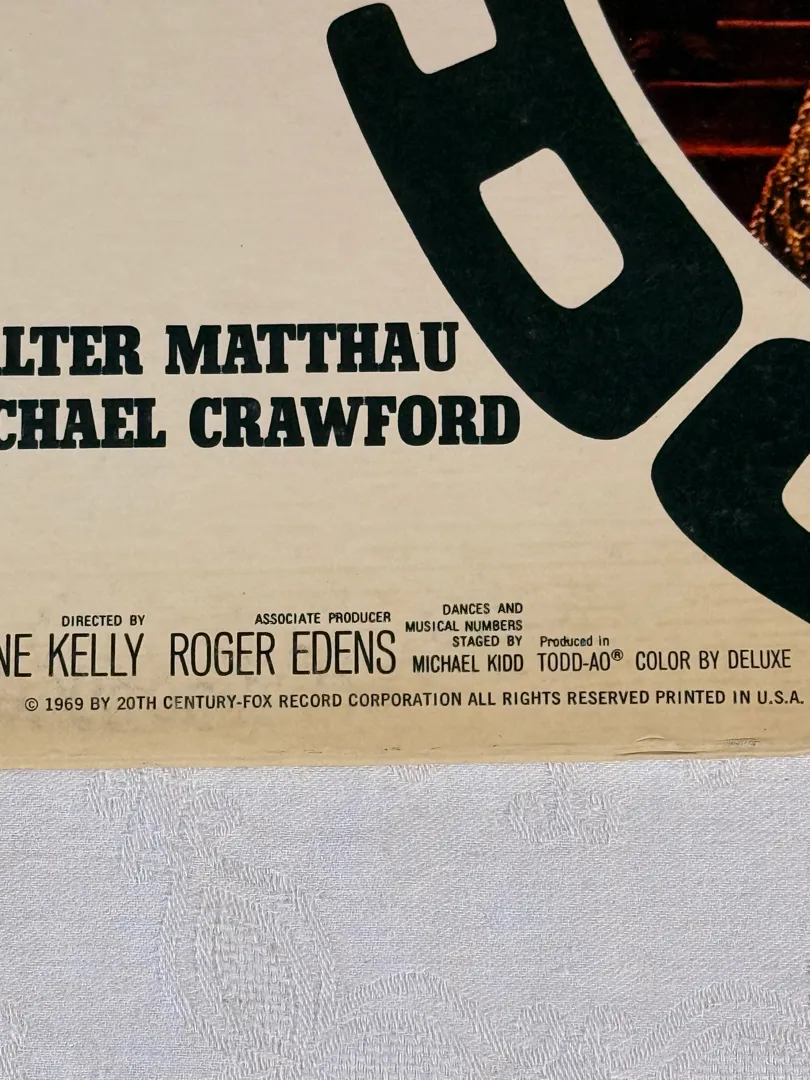 LTER MATTHAU
CHAEL CRAWFORD
DIRECTED BY
NE KELLY
ASSOCIATE PRODUCER
ROGER EDENS
DANCES AND
MUSICAL NUMBERS
STAGED BY
MICHAEL KIDD
Produced in
TODD-AO® COLOR BY DELUXE
© 1969 BY 20TH CENTURY-FOX RECORD CORPORATION ALL RIGHTS RESERVED PRINTED IN U.S.A.